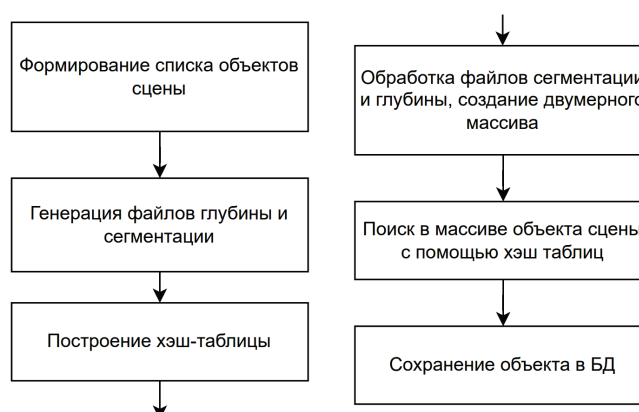 Формирование списка объектов
сцены
Генерация файлов глубины и
сегментации
Построение хэш-таблицы
Обработка файлов сегментации
и глубины, создание двумерного
массива
Поиск в массиве объекта сцены
с помощью хэш таблиц
Сохранение объекта в БД